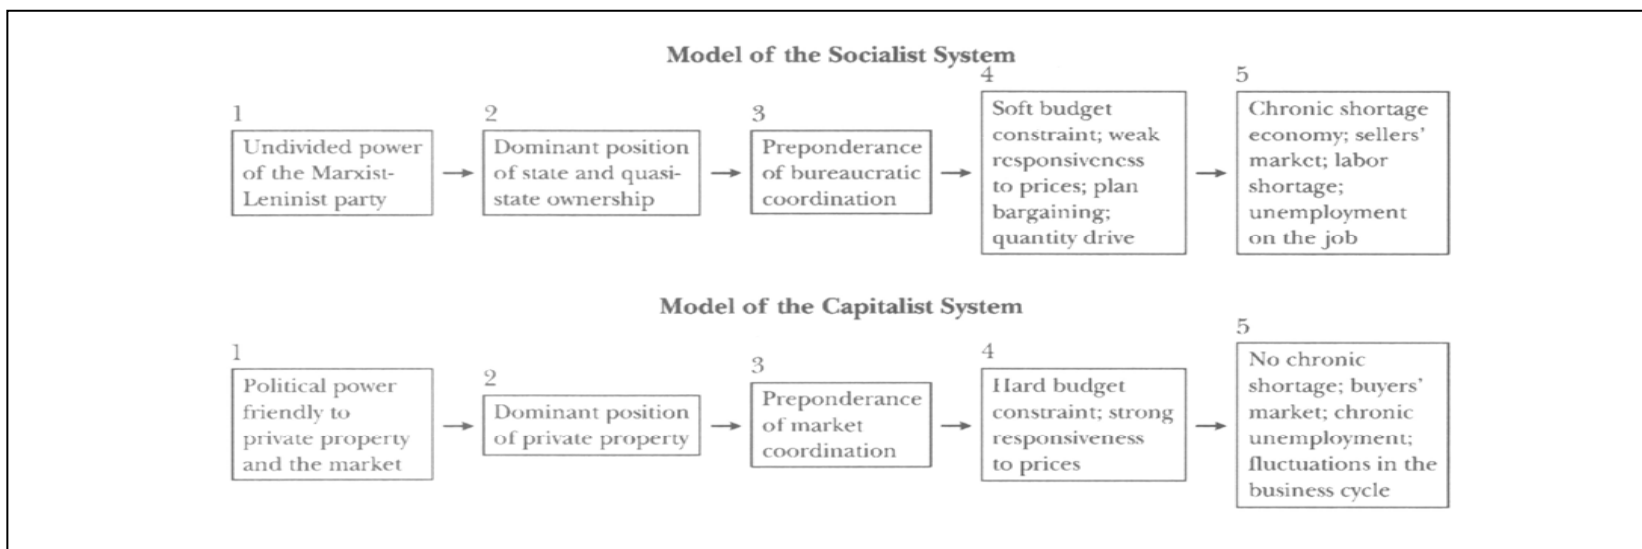 Model of the Socialist System
1
Undivided power
of the Marxist-
Leninist party
2
Dominant position
of state and quasi-
state ownership
3
Preponderance
of bureaucratic
coordination
4
Soft budget
constraint; weak
responsiveness
to prices; plan
bargaining;
quantity drive
5
Chronic shortage
economy; sellers'
market; labor
shortage;
unemployment
on the job
Model of the Capitalist System
1
Political power
friendly to
private property
and the market
2
Dominant position
of private property
3
Preponderance
of market
coordination
4
Hard budget
constraint; strong
responsiveness
to prices
5
No chronic
shortage; buyers'
market; chronic
unemployment;
fluctuations in the
business cycle